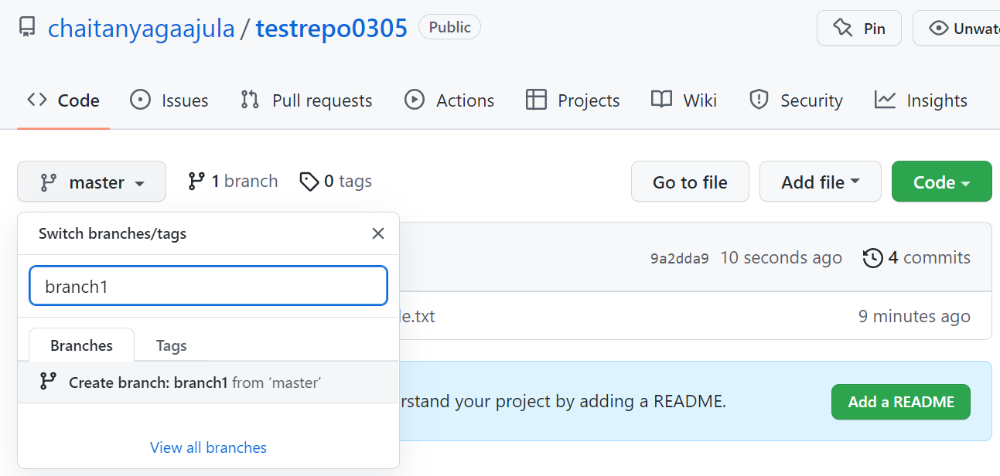 chaitanyagaajula / testrepo0305 Public
Pin
Code Issues Pull requests Actions Projects Wiki Security Insights
master 1 branch 0 tags Go to file Add file Code
Switch branches/tags
branch1
9a2dda9 10 seconds ago 4 commits
le.txt 9 minutes ago
Branches Tags
Create branch: branch1 from ‘master’
your project by adding a README. Add a README
View all branches